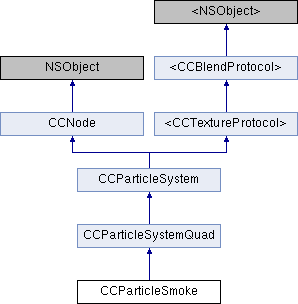 <NSObject>
NSObject
<CCBlendProtocol>
CCNode
<CCTextureProtocol>
CCParticleSystem
CCParticleSystemQuad
CCParticleSmoke